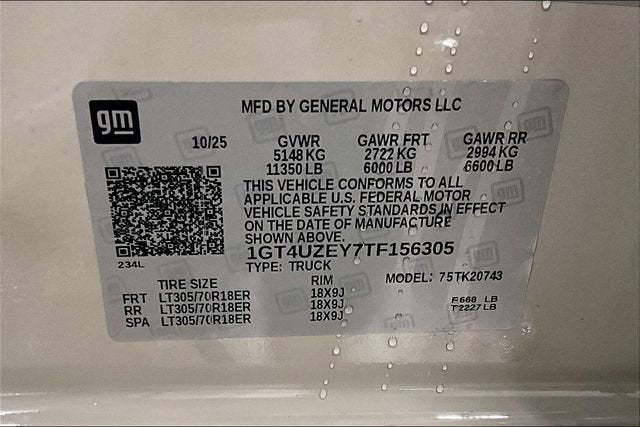 gm
MFD BY GENERAL MOTORS LLC
10/25 GVWR GAWR FRT GAWR RR
5148 KG 2722 KG 2994 KG
11350 LB 6000 LB 6600 LB
THIS VEHICLE CONFORMS TO ALL
APPLICABLE U.S. FEDERAL MOTOR
VEHICLE SAFETY STANDARDS IN EFFECT
ON THE DATE OF MANUFACTURE
SHOWN ABOVE.
1GT4UZEY7TF156305
TYPE: TRUCK
234L
TIRE SIZE RIM MODEL: 75TK20743
FRT LT305/70R18ER 18X9J F668 LB
RR LT305/70R18ER 18X9J T2227 LB
SPA LT305/70R18ER 18X9J